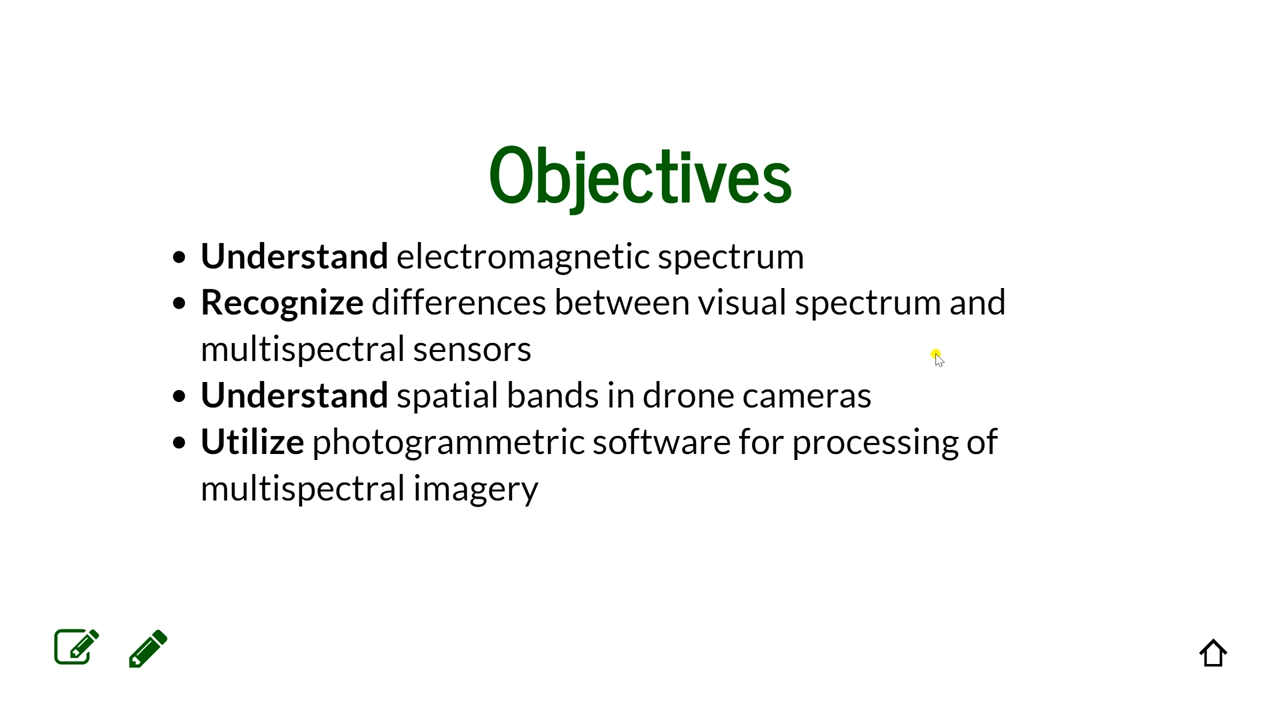 Objectives
• Understand electromagnetic spectrum
• Recognize differences between visual spectrum and
multispectral sensors
• Understand spatial bands in drone cameras
• Utilize photogrammetric software for processing of
multispectral imagery